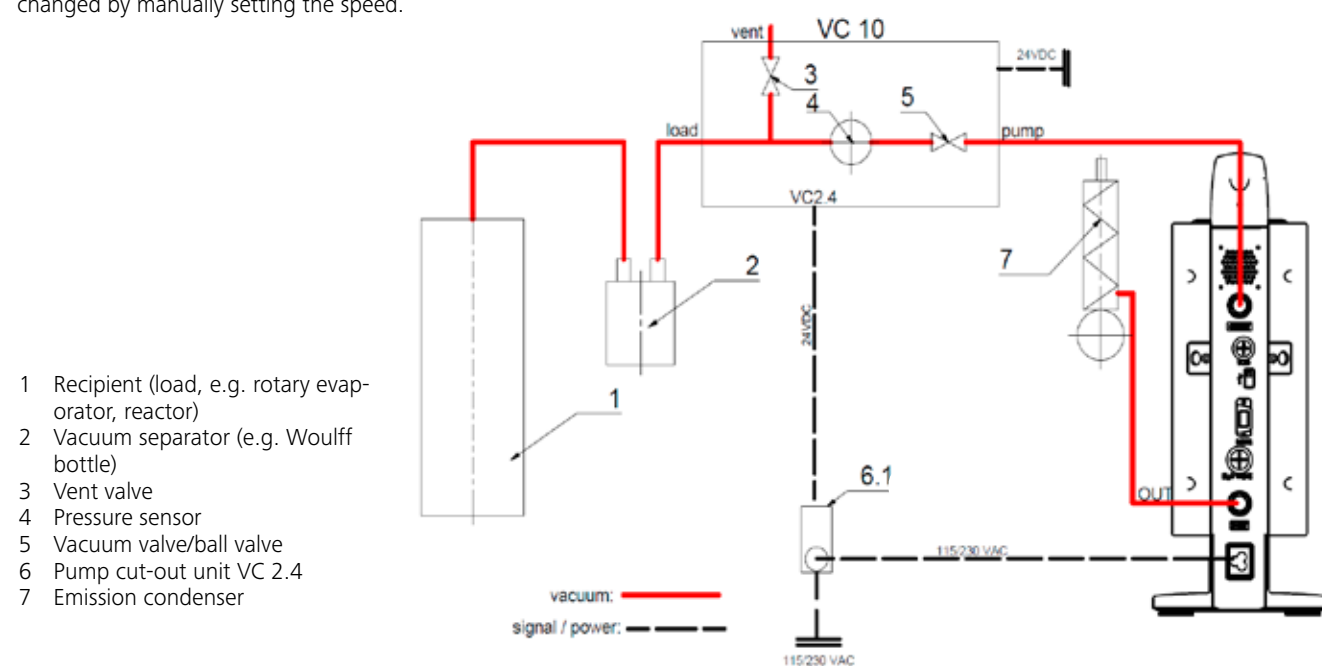 changed by manually setting the speed.
vent
VC 10
24VDC
3
4
5
load
pump
VC2.4
7
2
24VDC
1
6.1
OUT
115/230 VAC
1 Recipient (load, e.g. rotary evap-
orator, reactor)
2 Vacuum separator (e.g. Woulff
bottle)
3 Vent valve
4 Pressure sensor
5 Vacuum valve/ball valve
6 Pump cut-out unit VC 2.4
7 Emission condenser
vacuum:
signal / power:
115/230 VAC